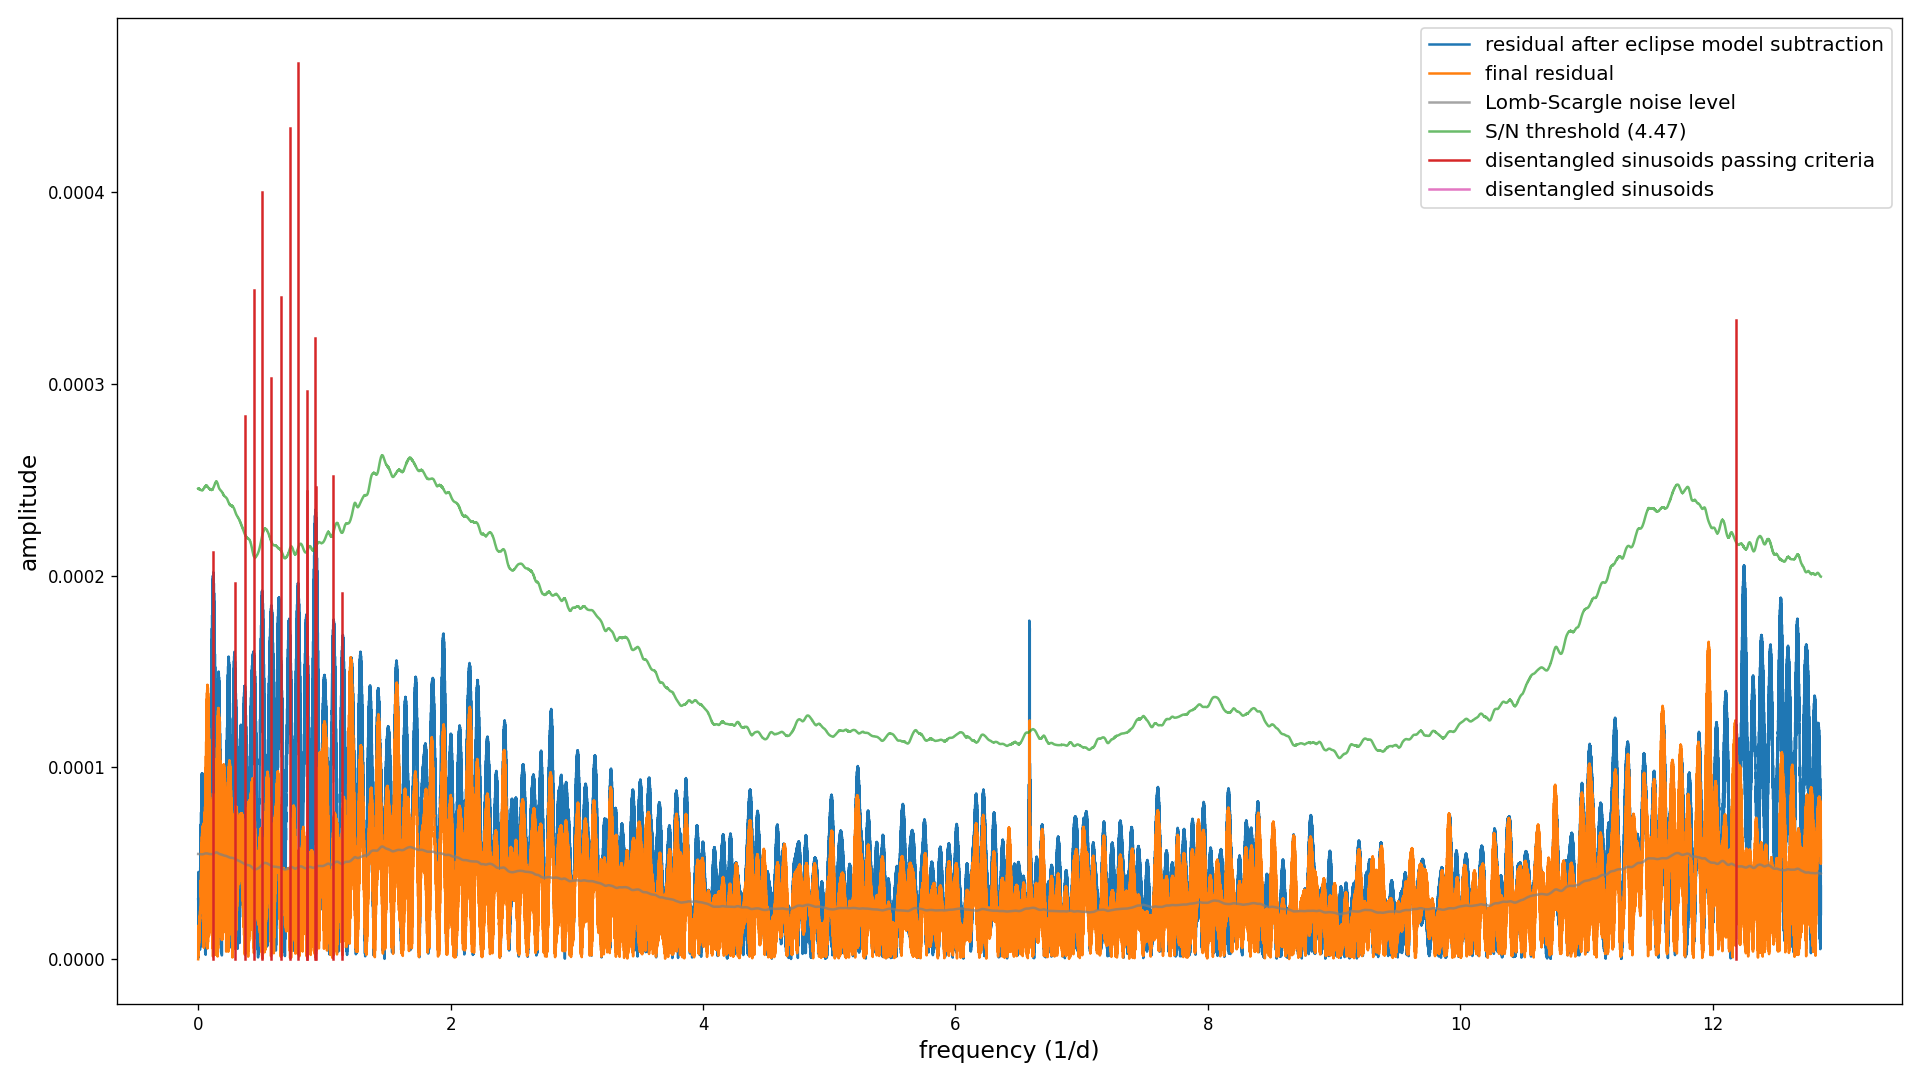 residual after eclipse model subtraction
final residual
Lomb-Scargle noise level
S/N threshold (4.47)
disentangled sinusoids passing criteria
disentangled sinusoids
amplitude
0.0004
0.0003
0.0002
0.0001
0.0000
0 2 4 6 8 10 12
frequency (1/d)